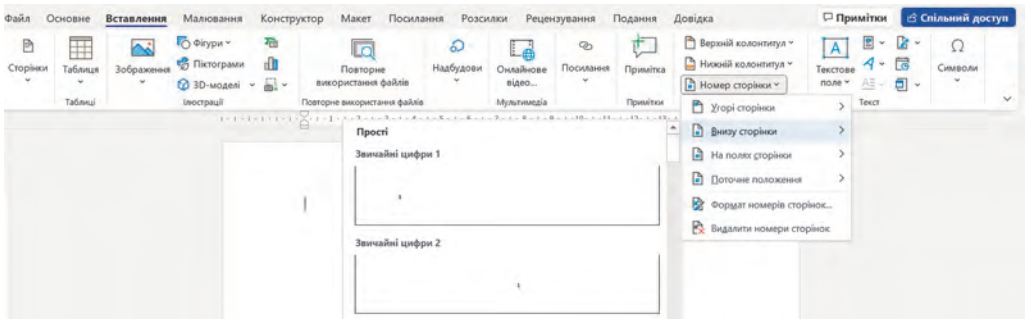 Файл Основне Вставлення Малювання Конструктор Макет Посилання Розсилки Рецензування Подання Довідка Примітки Спільний доступ
Сторінки
Таблиця
Таблиці
Зображення
Фігури
Піктограми
3D-моделі
Ілюстрації
Повторне
використання файлів
Повторне використання файлів
Надбудови
Онлайнове
відео...
Мультимедіа
Посилання
Примітка
Примітки
Верхній колонтитул
Нижній колонтитул
Номер сторінки
Текстове
поле
Текст
Символи
Прості
Звичайні цифри 1
1
Звичайні цифри 2
1
Угорі сторінки
Внизу сторінки
На полях сторінки
Поточне положення
Формат номерів сторінок...
Видалити номери сторінок